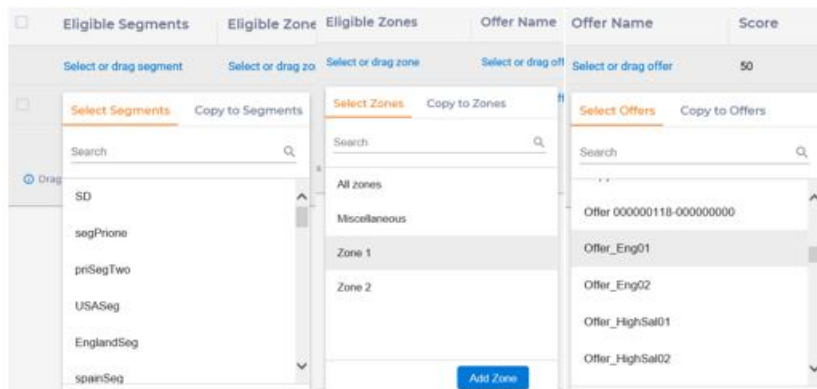 Eligible Segments
Eligible Zone
Select or drag segment
Select or drag zo
Select Segments
Copy to Segments
Search
Drag
SD
segPrione
priSegTwo
USASeg
EnglandSeg
spainSeg
Eligible Zones
Offer Name
Select or drag zone
Select or drag off
Select Zones
Copy to Zones
Search
All zones
Miscellaneous
Zone 1
Zone 2
Add Zone
Offer Name
Score
Select or drag offer
50
Select Offers
Copy to Offers
Search
Offer 000000118-000000000
Offer_Eng01
Offer_Eng02
Offer_HighSal01
Offer_HighSal02